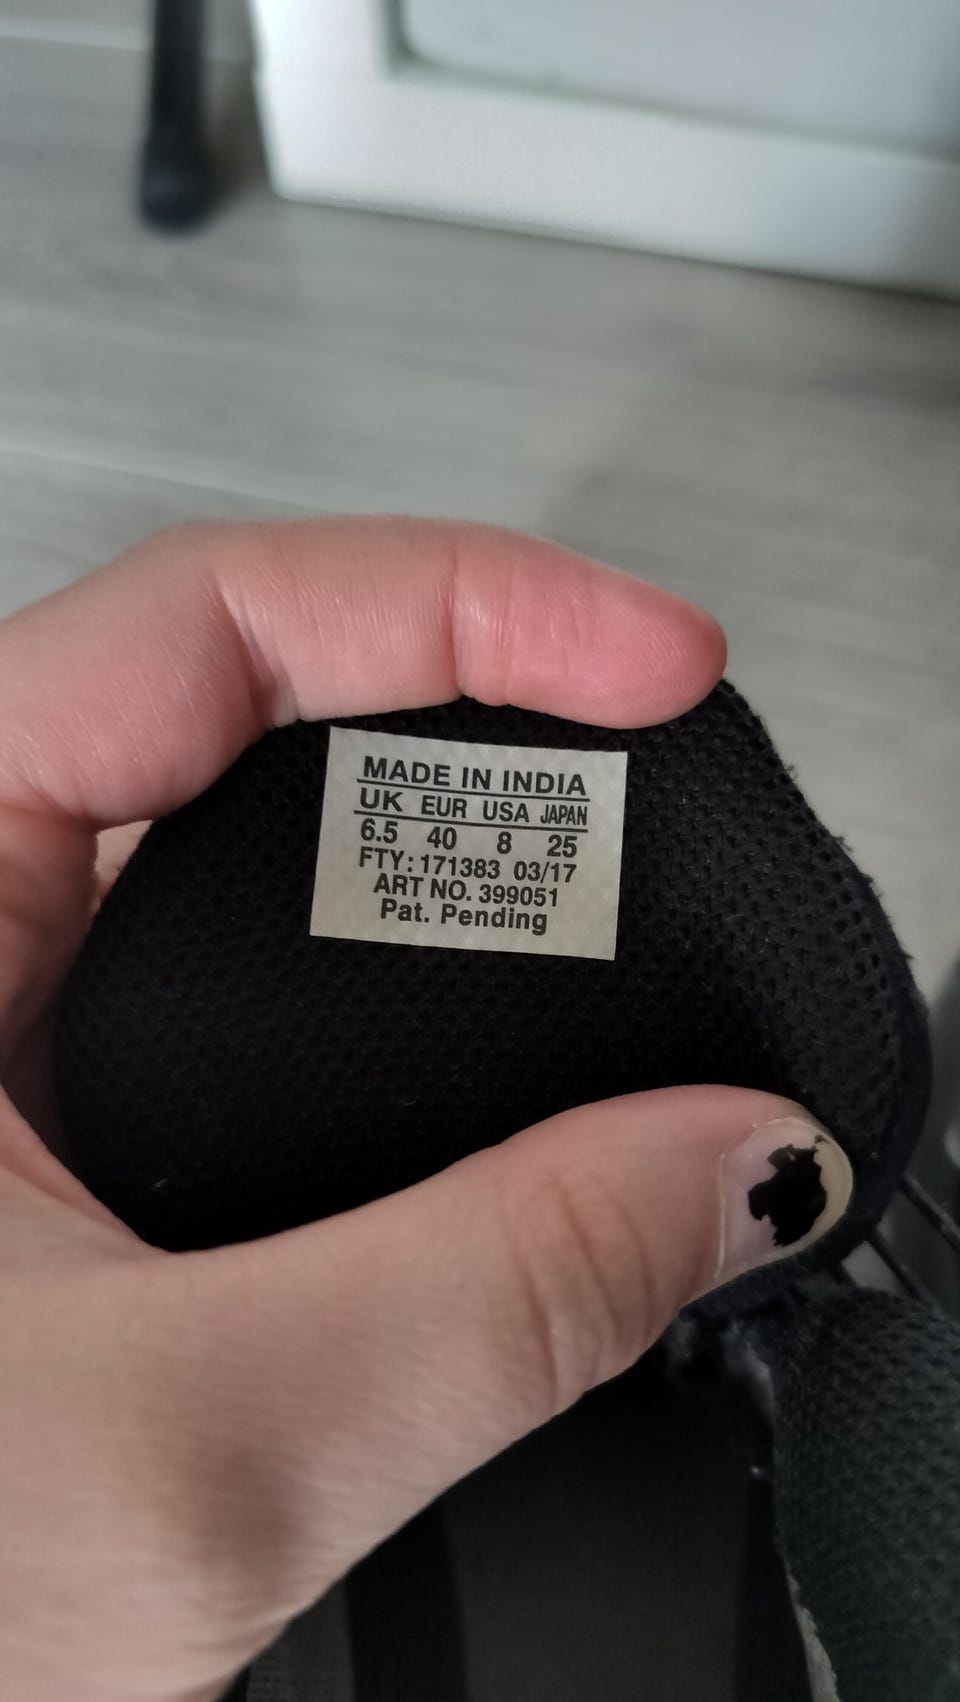 MADE IN INDIA
UK EUR USA JAPAN
6.5 40 8 25
FTY: 171383 03/17
ART NO. 399051
Pat. Pending